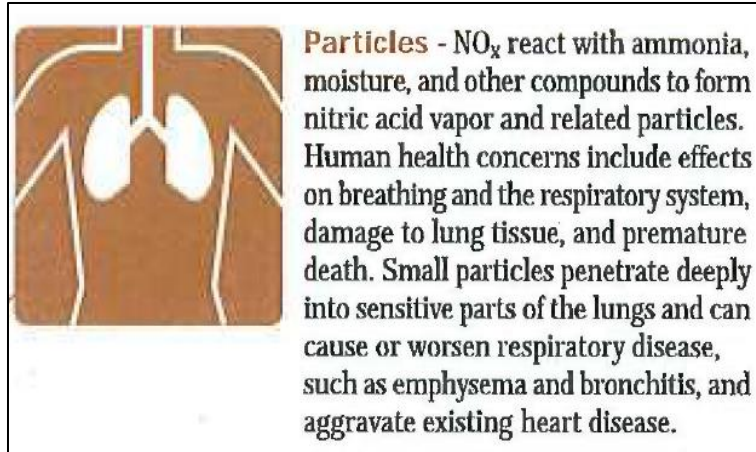 Particles - NOₓ react with ammonia,
moisture, and other compounds to form
nitric acid vapor and related particles.
Human health concerns include effects
on breathing and the respiratory system,
damage to lung tissue, and premature
death. Small particles penetrate deeply
into sensitive parts of the lungs and can
cause or worsen respiratory disease,
such as emphysema and bronchitis, and
aggravate existing heart disease.